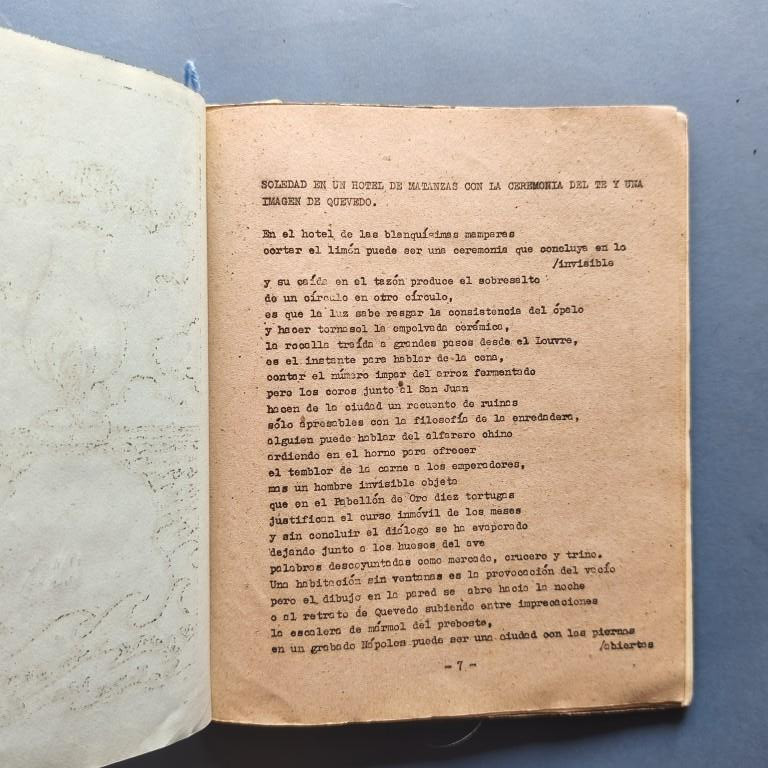 SOLEDAD EN UN HOTEL DE MATANZAS CON LA CEREMONIA DEL TE Y UNA
IMAGEN DE QUEVEDO.
En el hotel de las blanquísimas mamparas
cortar el limón puede ser una ceremonia que concluya en lo
/invisible
y su caída en el tazón produce el sobresalto
de un círculo en otro círculo,
es que la luz sabe rasgar la consistencia del ópalo
y hacer tornasol la empolvada cerámica,
la rocalla traída a grandes pasos desde el Louvre,
es el instante para hablar de la cena,
contar el número impar del arroz fermentado
pero los coros junto al San Juan
hacen de la ciudad un recuento de ruinas
sólo apresables con la filosofía de la enredadera,
alguien puede hablar del alfarero chino
ardiendo en el horno para ofrecer
el temblor de la carne a los emperadores,
mas un hombre invisible objeta
que en el Pabellón de Oro diez tortugas
justifican el curso inmóvil de los meses
y sin concluir el diálogo se ha evaporado
dejando junto a los huesos del ave
palabras descoyuntadas como mercado, crucero y trino.
Una habitación sin ventanas es la provocación del vacío
pero el dibujo en la pared se abre hacia la noche
o al retrato de Quevedo subiendo entre imprecaciones
la escalera de mármol del preboste,
en un grabado Nápoles puede ser una ciudad con las piernas
/abiertas
- 7 -